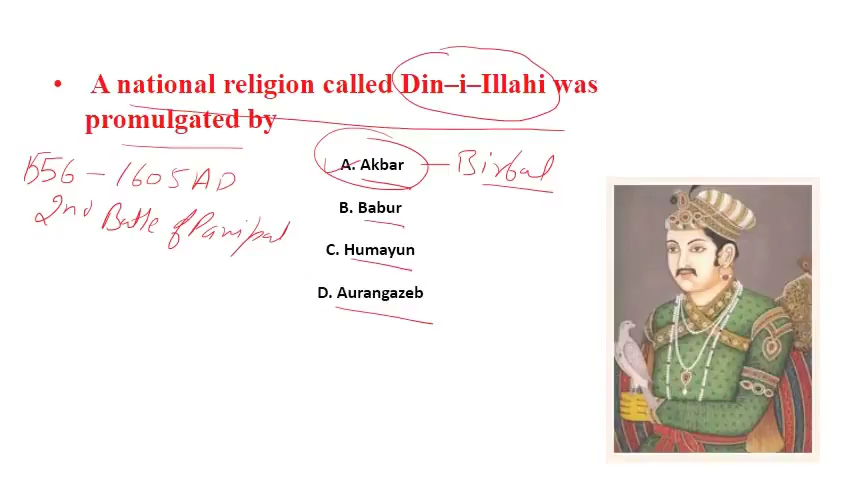 • A national religion called Din–i–Illahi was
promulgated by
A. Akbar — Birbal
B. Babur
C. Humayun
D. Aurangazeb
1556 – 1605 AD
2nd Battle of Panipat